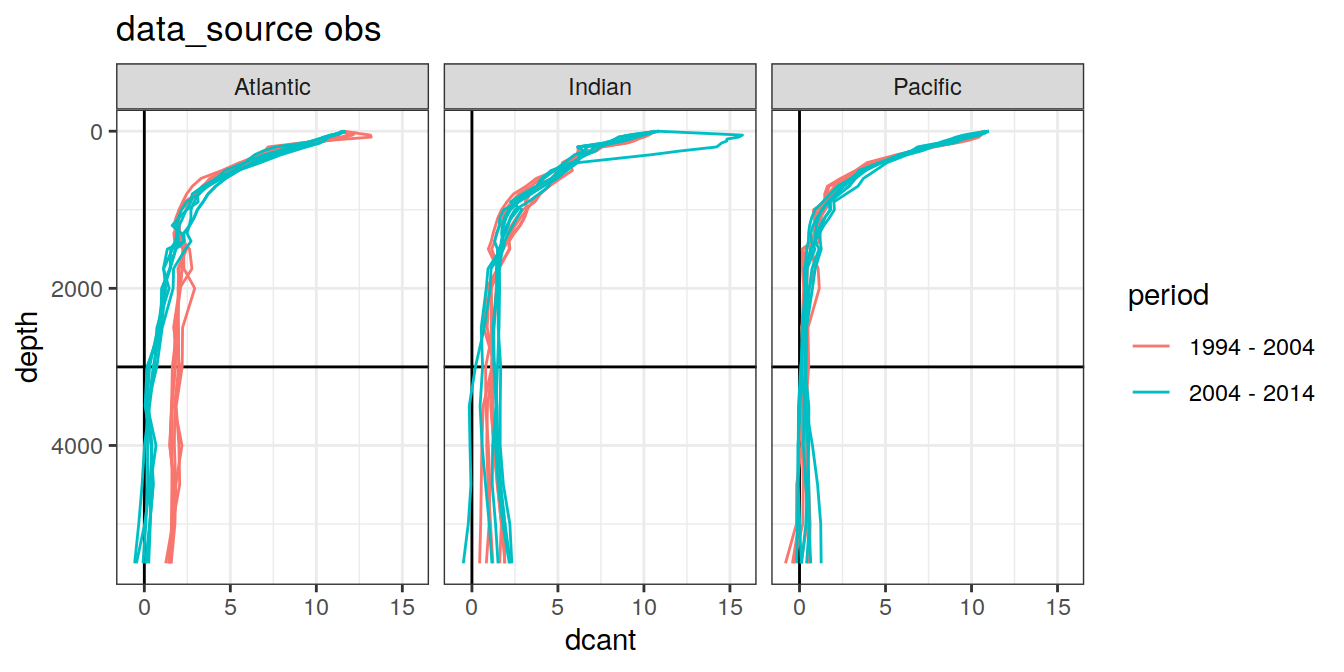 data_source obs
Atlantic Indian Pacific
0
2000
4000
depth
0 5 10 15 0 5 10 15 0 5 10 15
dcant
period
1994 - 2004
2004 - 2014